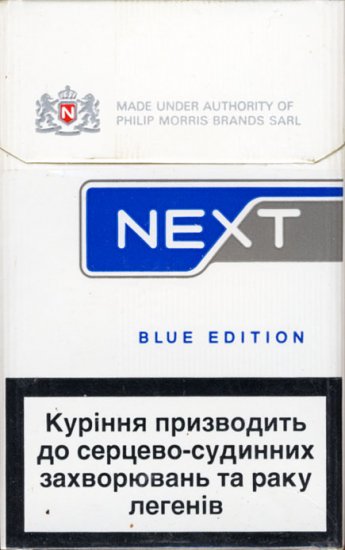 N
MADE UNDER AUTHORITY OF
PHILIP MORRIS BRANDS SARL
NEXT
BLUE EDITION
Куріння призводить
до серцево-судинних
захворювань та раку
легенів